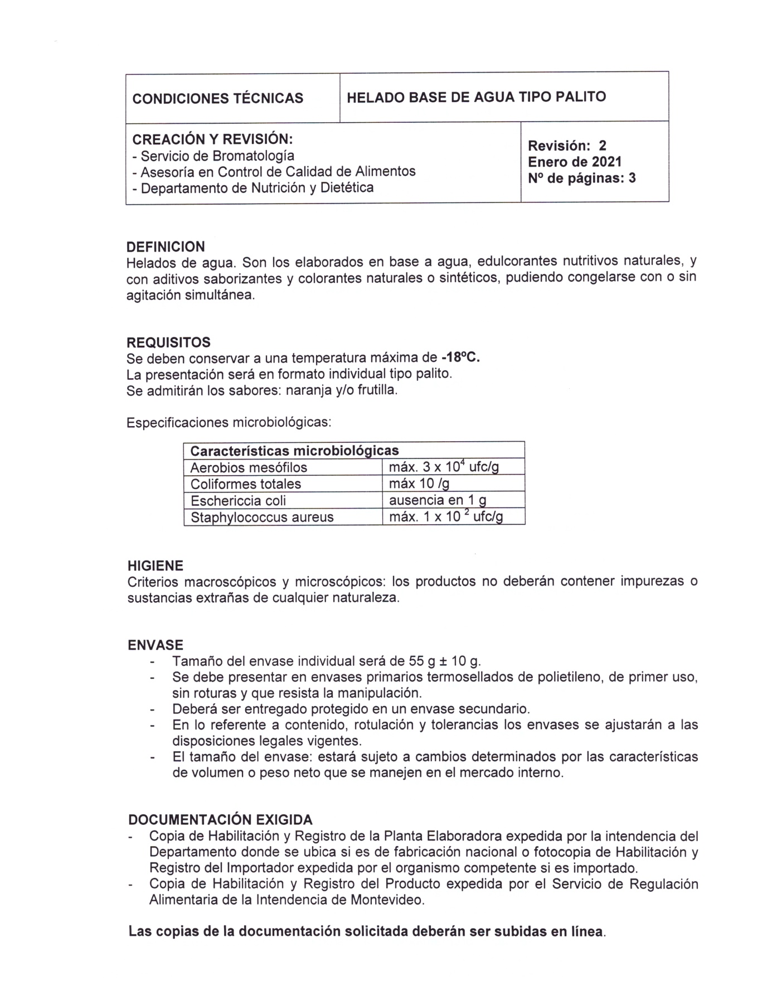 CONDICIONES TÉCNICAS
HELADO BASE DE AGUA TIPO PALITO
CREACIÓN Y REVISIÓN:
- Servicio de Bromatología
- Asesoría en Control de Calidad de Alimentos
- Departamento de Nutrición y Dietética
Revisión: 2
Enero de 2021
Nº de páginas: 3
DEFINICION
Helados de agua. Son los elaborados en base a agua, edulcorantes nutritivos naturales, y
con aditivos saborizantes y colorantes naturales o sintéticos, pudiendo congelarse con o sin
agitación simultánea.
REQUISITOS
Se deben conservar a una temperatura máxima de -18ºC.
La presentación será en formato individual tipo palito.
Se admitirán los sabores: naranja y/o frutilla.
Especificaciones microbiológicas:
Características microbiológicas
Aerobios mesófilos máx. 3 x 10⁴ ufc/g
Coliformes totales máx 10 /g
Eschericcia coli ausencia en 1 g
Staphylococcus aureus máx. 1 x 10 ² ufc/g
HIGIENE
Criterios macroscópicos y microscópicos: los productos no deberán contener impurezas o
sustancias extrañas de cualquier naturaleza.
ENVASE
- Tamaño del envase individual será de 55 g ± 10 g.
- Se debe presentar en envases primarios termosellados de polietileno, de primer uso,
sin roturas y que resista la manipulación.
- Deberá ser entregado protegido en un envase secundario.
- En lo referente a contenido, rotulación y tolerancias los envases se ajustarán a las
disposiciones legales vigentes.
- El tamaño del envase: estará sujeto a cambios determinados por las características
de volumen o peso neto que se manejen en el mercado interno.
DOCUMENTACIÓN EXIGIDA
- Copia de Habilitación y Registro de la Planta Elaboradora expedida por la intendencia del
Departamento donde se ubica si es de fabricación nacional o fotocopia de Habilitación y
Registro del Importador expedida por el organismo competente si es importado.
- Copia de Habilitación y Registro del Producto expedida por el Servicio de Regulación
Alimentaria de la Intendencia de Montevideo.
Las copias de la documentación solicitada deberán ser subidas en línea.